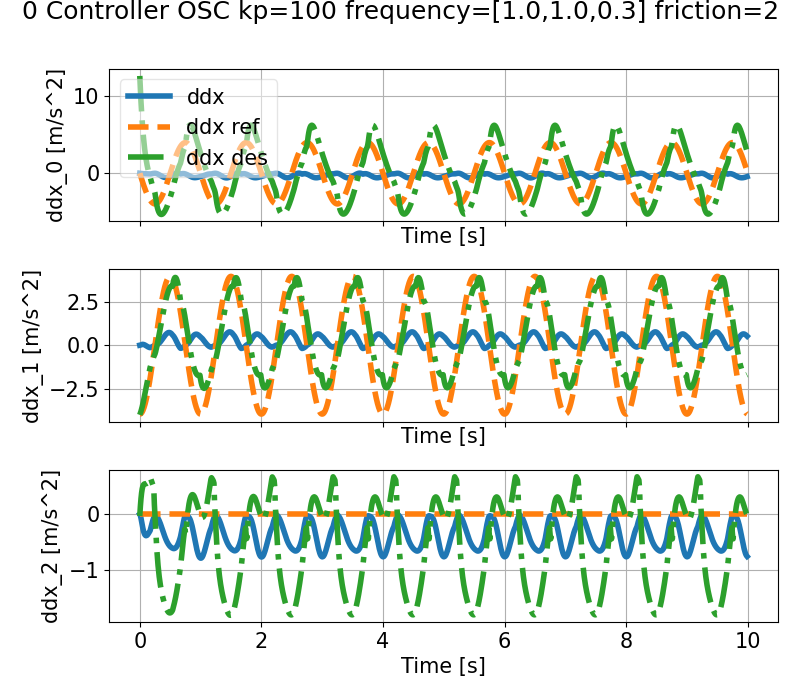 0 Controller OSC kp=100 frequency=[1.0,1.0,0.3] friction=2
ddx_0 [m/s^2]
10
0
ddx
ddx ref
ddx des
Time [s]
ddx_1 [m/s^2]
2.5
0.0
−2.5
Time [s]
ddx_2 [m/s^2]
0
−1
0 2 4 6 8 10
Time [s]